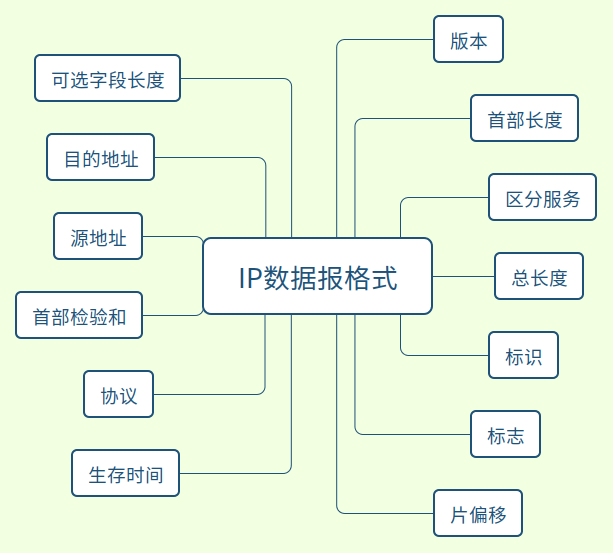 IP数据报格式
版本
首部长度
区分服务
总长度
标识
标志
片偏移
生存时间
协议
首部检验和
源地址
目的地址
可选字段长度